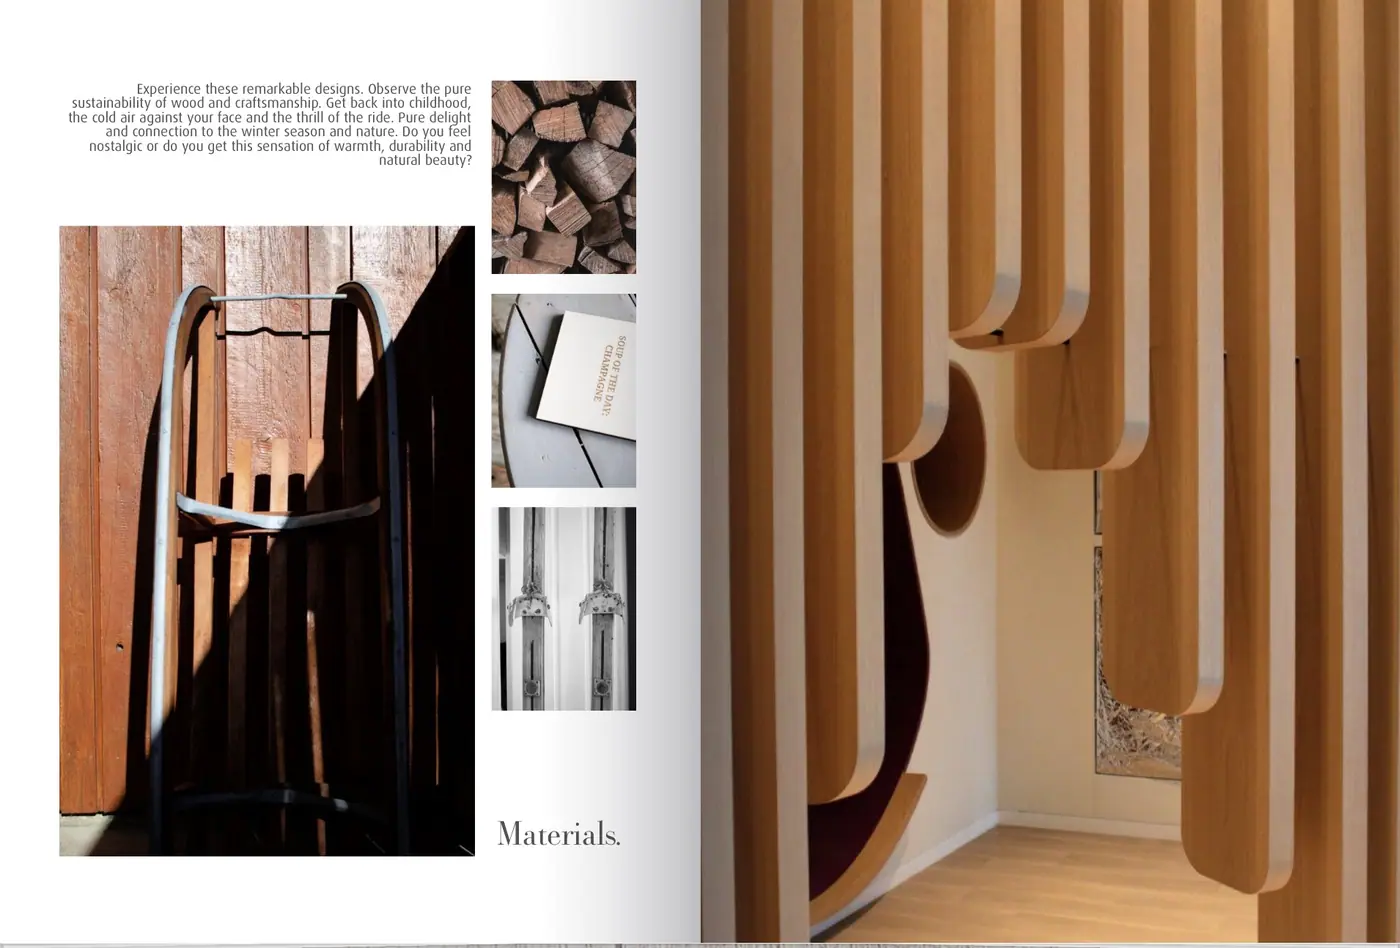 Experience these remarkable designs. Observe the pure
sustainability of wood and craftsmanship. Get back into childhood,
the cold air against your face and the thrill of the ride. Pure delight
and connection to the winter season and nature. Do you feel
nostalgic or do you get this sensation of warmth, durability and
natural beauty?
SOUP OF THE DAY:
CHAMPAGNE
Materials.